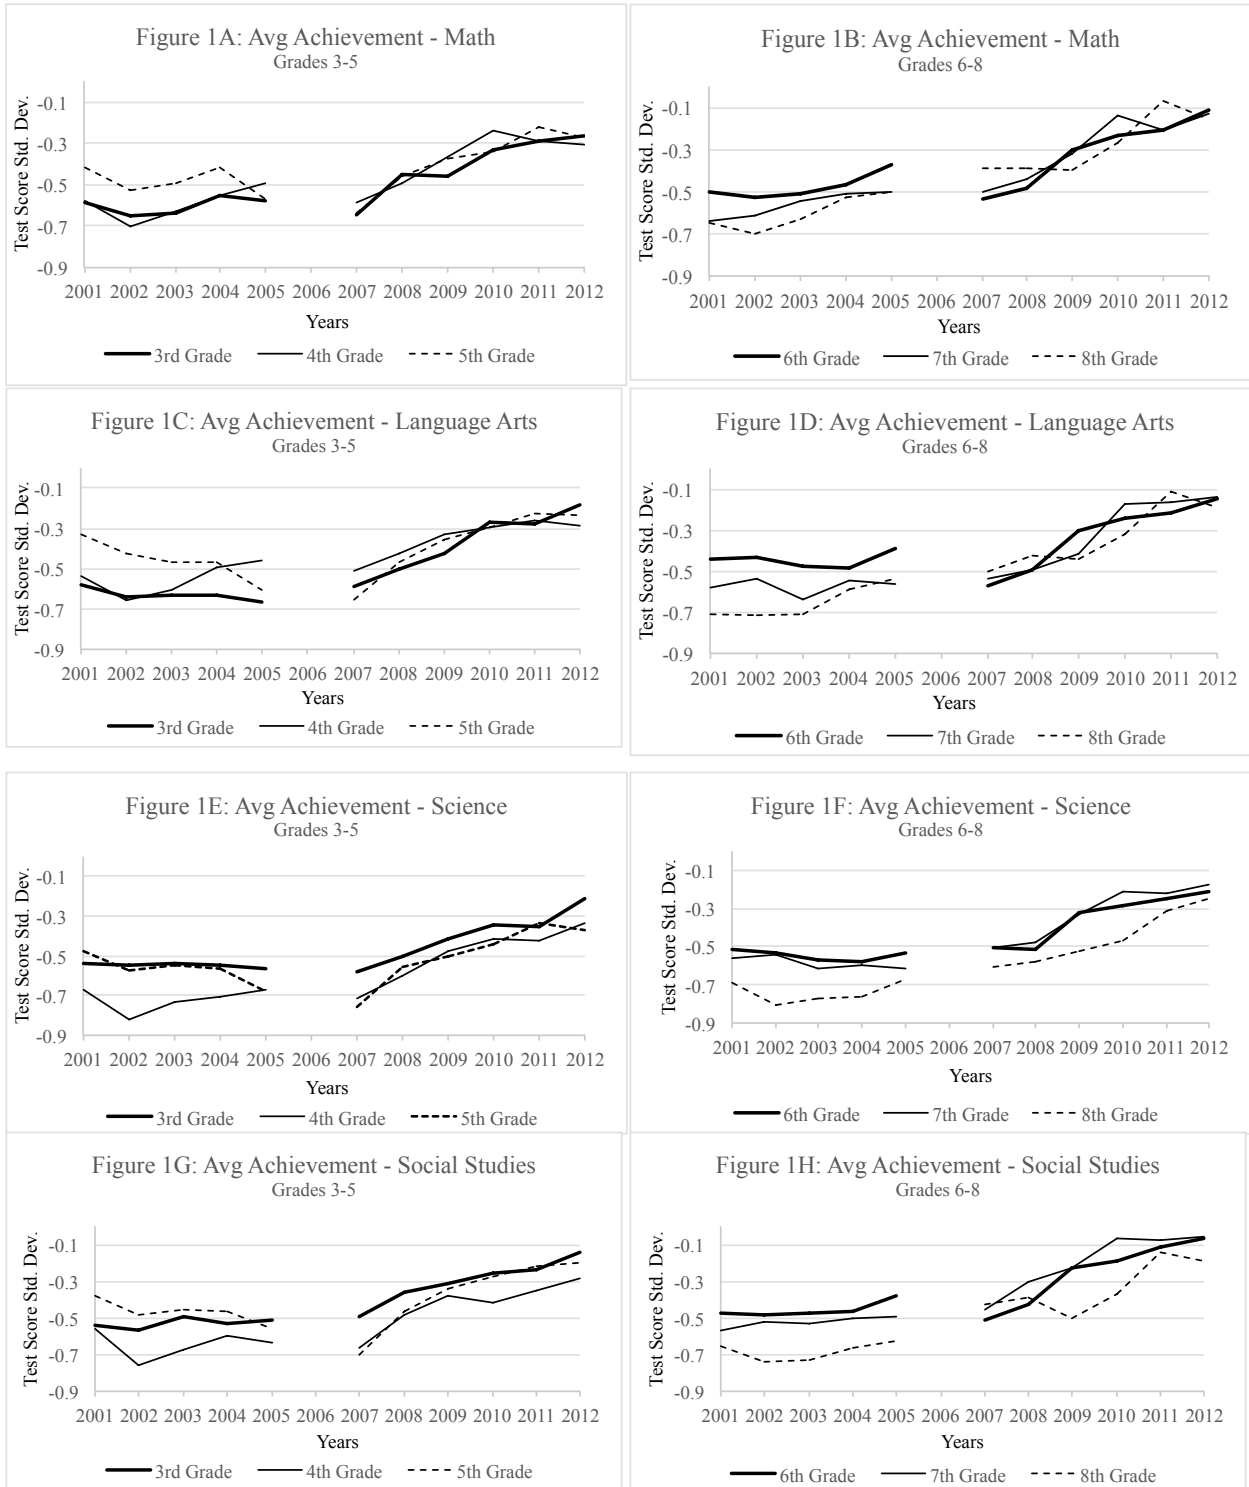 Figure 1A: Avg Achievement - Math
Grades 3-5
Test Score Std. Dev.
-0.1
-0.3
-0.5
-0.7
-0.9
2001 2002 2003 2004 2005 2006 2007 2008 2009 2010 2011 2012
Years
3rd Grade 4th Grade 5th Grade
Figure 1B: Avg Achievement - Math
Grades 6-8
Test Score Std. Dev.
-0.1
-0.3
-0.5
-0.7
-0.9
2001 2002 2003 2004 2005 2006 2007 2008 2009 2010 2011 2012
Years
6th Grade 7th Grade 8th Grade
Figure 1C: Avg Achievement - Language Arts
Grades 3-5
Test Score Std. Dev.
-0.1
-0.3
-0.5
-0.7
-0.9
2001 2002 2003 2004 2005 2006 2007 2008 2009 2010 2011 2012
Years
3rd Grade 4th Grade 5th Grade
Figure 1D: Avg Achievement - Language Arts
Grades 6-8
Test Score Std. Dev.
-0.1
-0.3
-0.5
-0.7
-0.9
2001 2002 2003 2004 2005 2006 2007 2008 2009 2010 2011 2012
Years
6th Grade 7th Grade 8th Grade
Figure 1E: Avg Achievement - Science
Grades 3-5
Test Score Std. Dev.
-0.1
-0.3
-0.5
-0.7
-0.9
2001 2002 2003 2004 2005 2006 2007 2008 2009 2010 2011 2012
Years
3rd Grade 4th Grade 5th Grade
Figure 1F: Avg Achievement - Science
Grades 6-8
Test Score Std. Dev.
-0.1
-0.3
-0.5
-0.7
-0.9
2001 2002 2003 2004 2005 2006 2007 2008 2009 2010 2011 2012
Years
6th Grade 7th Grade 8th Grade
Figure 1G: Avg Achievement - Social Studies
Grades 3-5
Test Score Std. Dev.
-0.1
-0.3
-0.5
-0.7
-0.9
2001 2002 2003 2004 2005 2006 2007 2008 2009 2010 2011 2012
Years
3rd Grade 4th Grade 5th Grade
Figure 1H: Avg Achievement - Social Studies
Grades 6-8
Test Score Std. Dev.
-0.1
-0.3
-0.5
-0.7
-0.9
2001 2002 2003 2004 2005 2006 2007 2008 2009 2010 2011 2012
Years
6th Grade 7th Grade 8th Grade